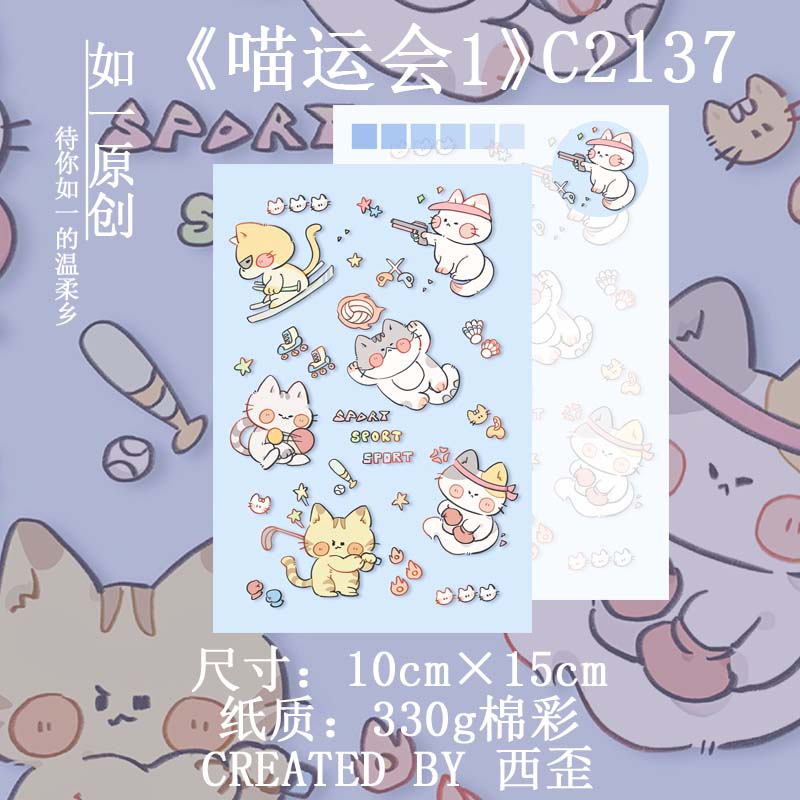 《喵运会1》C2137
如一原创
待你如一的温柔乡
SPORT
SPORT
SPORT
SPORT
尺寸：10cm×15cm
纸质：330g棉彩
CREATED BY 西歪